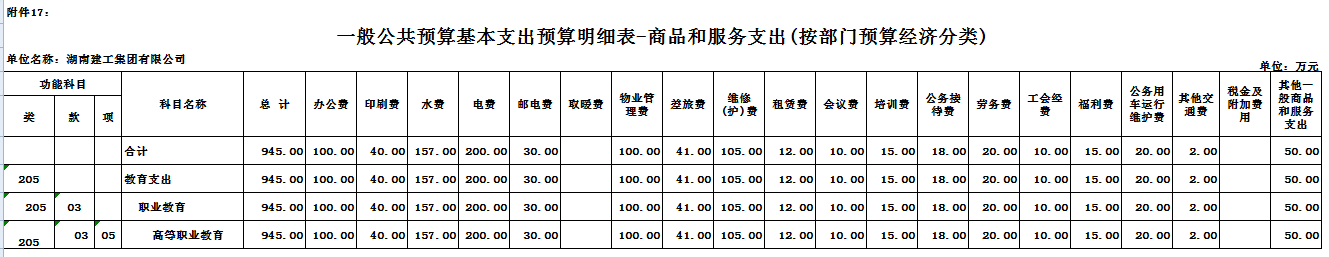 附件17：
一般公共预算基本支出预算明细表-商品和服务支出(按部门预算经济分类)
单位名称：湖南建工集团有限公司 单位：万元
功能科目 科目名称 总 计 办公费 印刷费 水费 电费 邮电费 取暖费 物业管理费 差旅费 维修(护)费 租赁费 会议费 培训费 公务接待费 劳务费 工会经费 福利费 公务用车运行维护费 其他交通费 税金及附加费用 其他一般商品和服务支出
类 款 项
合计 945.00 100.00 40.00 157.00 200.00 30.00 100.00 41.00 105.00 12.00 10.00 15.00 18.00 20.00 10.00 15.00 20.00 2.00 50.00
205 教育支出 945.00 100.00 40.00 157.00 200.00 30.00 100.00 41.00 105.00 12.00 10.00 15.00 18.00 20.00 10.00 15.00 20.00 2.00 50.00
205 03 职业教育 945.00 100.00 40.00 157.00 200.00 30.00 100.00 41.00 105.00 12.00 10.00 15.00 18.00 20.00 10.00 15.00 20.00 2.00 50.00
205 03 05 高等职业教育 945.00 100.00 40.00 157.00 200.00 30.00 100.00 41.00 105.00 12.00 10.00 15.00 18.00 20.00 10.00 15.00 20.00 2.00 50.00